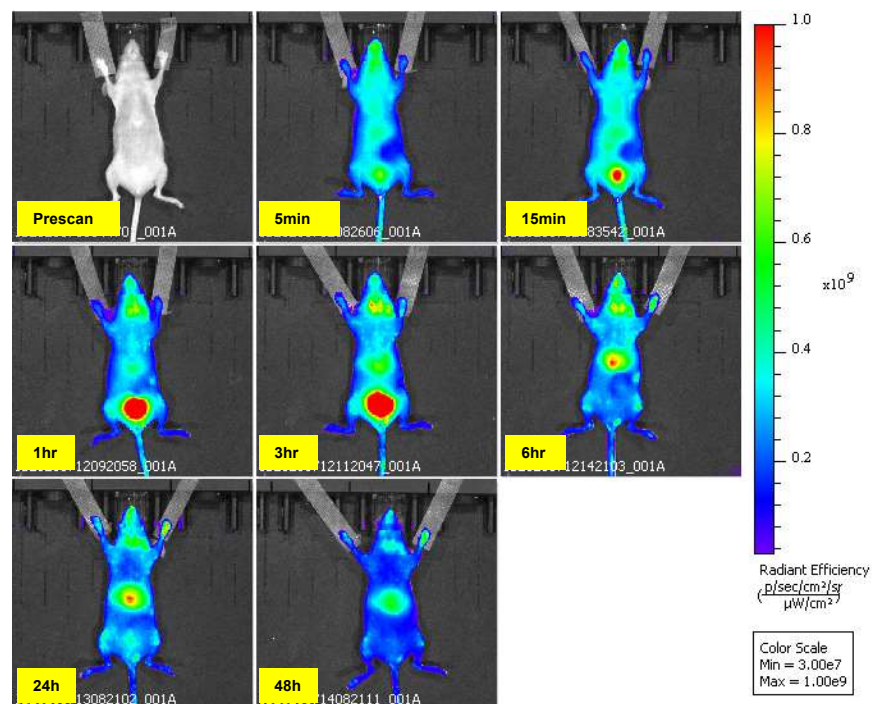 Prescan
5min
15min
1hr
3hr
6hr
24h
48h
1.0
0.8
0.6
x10⁹
0.4
0.2
Radiant Efficiency
(p/sec/cm²/sr
µW/cm²)
Color Scale
Min = 3.00e7
Max = 1.00e9
082606_001A
83542_001A
12092058_001A
12112047_001A
12142103_001A
13082102_001A
714082111_001A